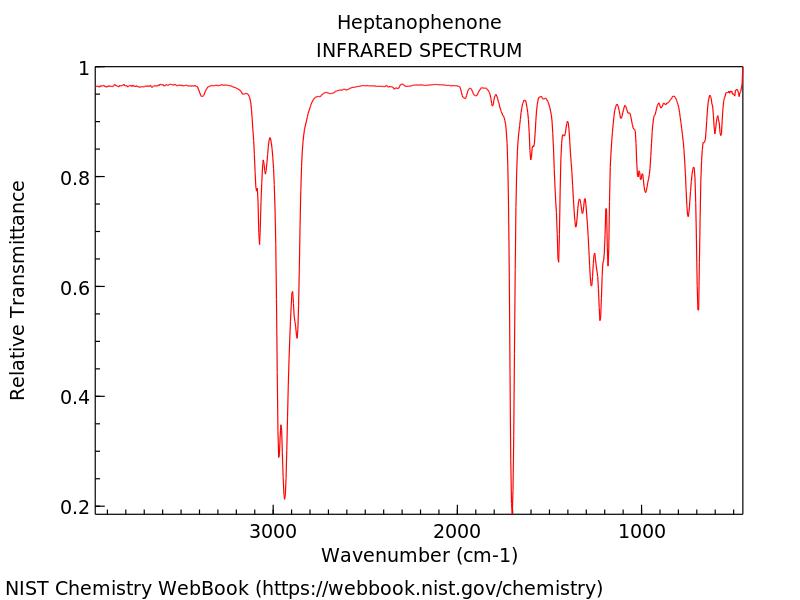 Heptanophenone
INFRARED SPECTRUM
1
0.8
0.6
0.4
0.2
Relative Transmittance
3000 2000 1000
Wavenumber (cm-1)
NIST Chemistry WebBook (https://webbook.nist.gov/chemistry)